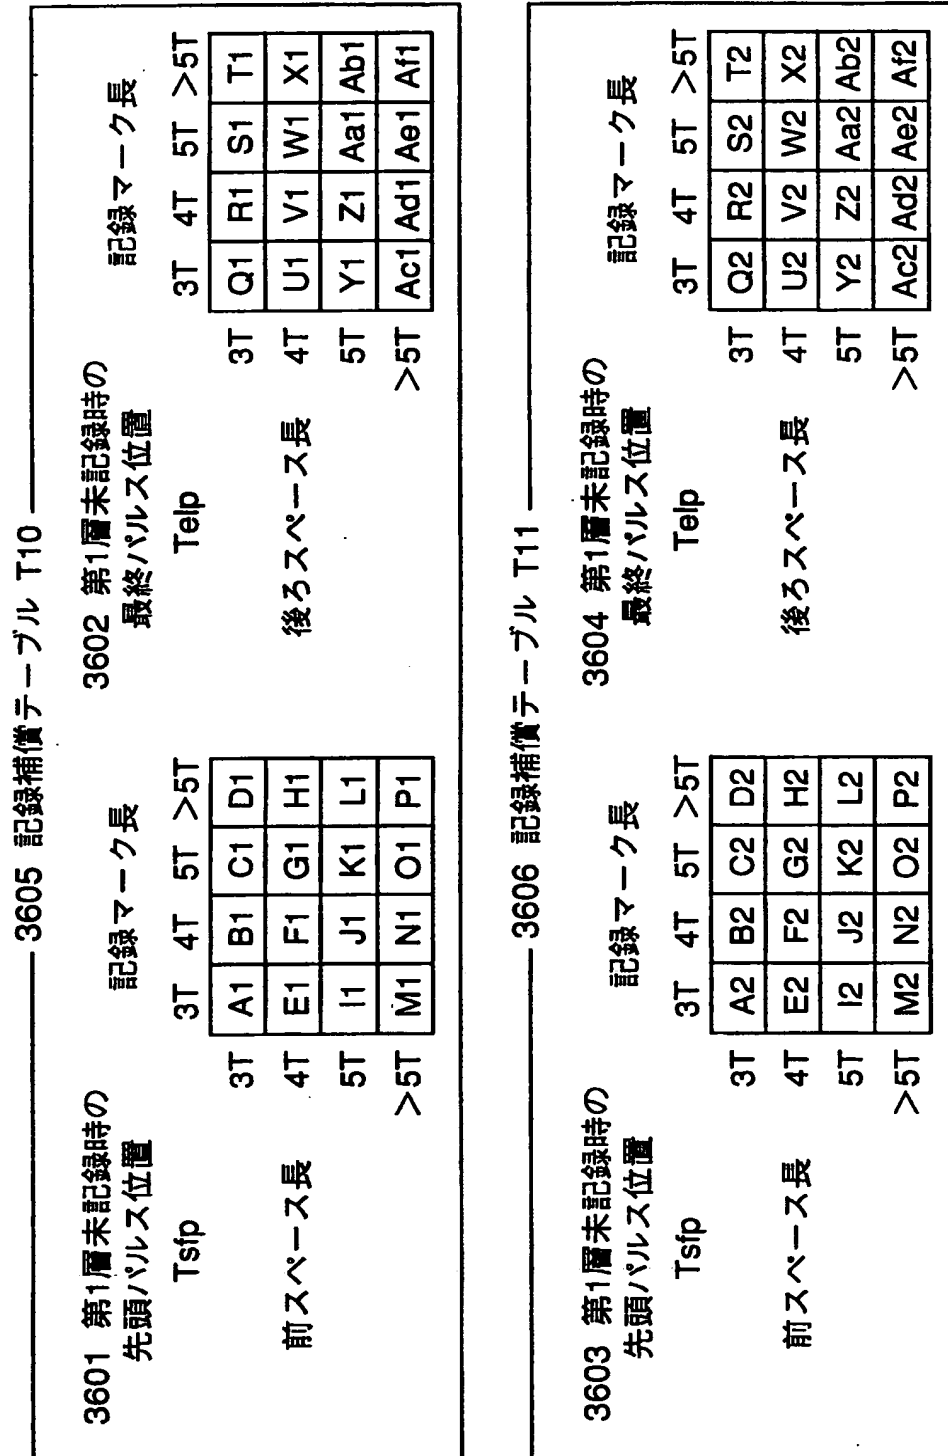 3605 記録補償テーブル T10
3601 第1層未記録時の
先頭パルス位置
Tsfp
記録マーク長
3T 4T 5T >5T
前スペース長
3T A1 B1 C1 D1
4T E1 F1 G1 H1
5T I1 J1 K1 L1
>5T M1 N1 O1 P1
3602 第1層未記録時の
最終パルス位置
Telp
記録マーク長
3T 4T 5T >5T
後ろスペース長
3T Q1 R1 S1 T1
4T U1 V1 W1 X1
5T Y1 Z1 Aa1 Ab1
>5T Ac1 Ad1 Ae1 Af1
3606 記録補償テーブル T11
3603 第1層未記録時の
先頭パルス位置
Tsfp
記録マーク長
3T 4T 5T >5T
前スペース長
3T A2 B2 C2 D2
4T E2 F2 G2 H2
5T I2 J2 K2 L2
>5T M2 N2 O2 P2
3604 第1層未記録時の
最終パルス位置
Telp
記録マーク長
3T 4T 5T >5T
後ろスペース長
3T Q2 R2 S2 T2
4T U2 V2 W2 X2
5T Y2 Z2 Aa2 Ab2
>5T Ac2 Ad2 Ae2 Af2